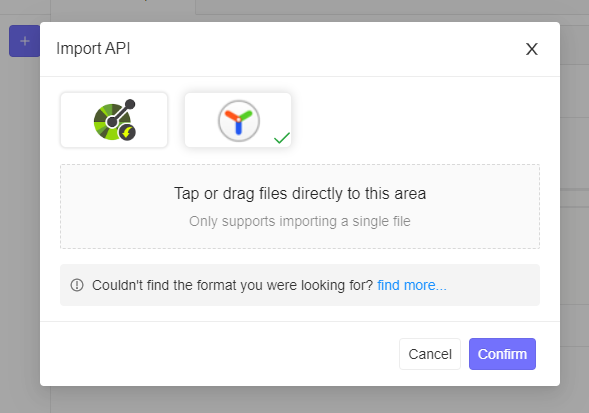 Import API
X
Tap or drag files directly to this area
Only supports importing a single file
Couldn't find the format you were looking for? find more...
Cancel
Confirm